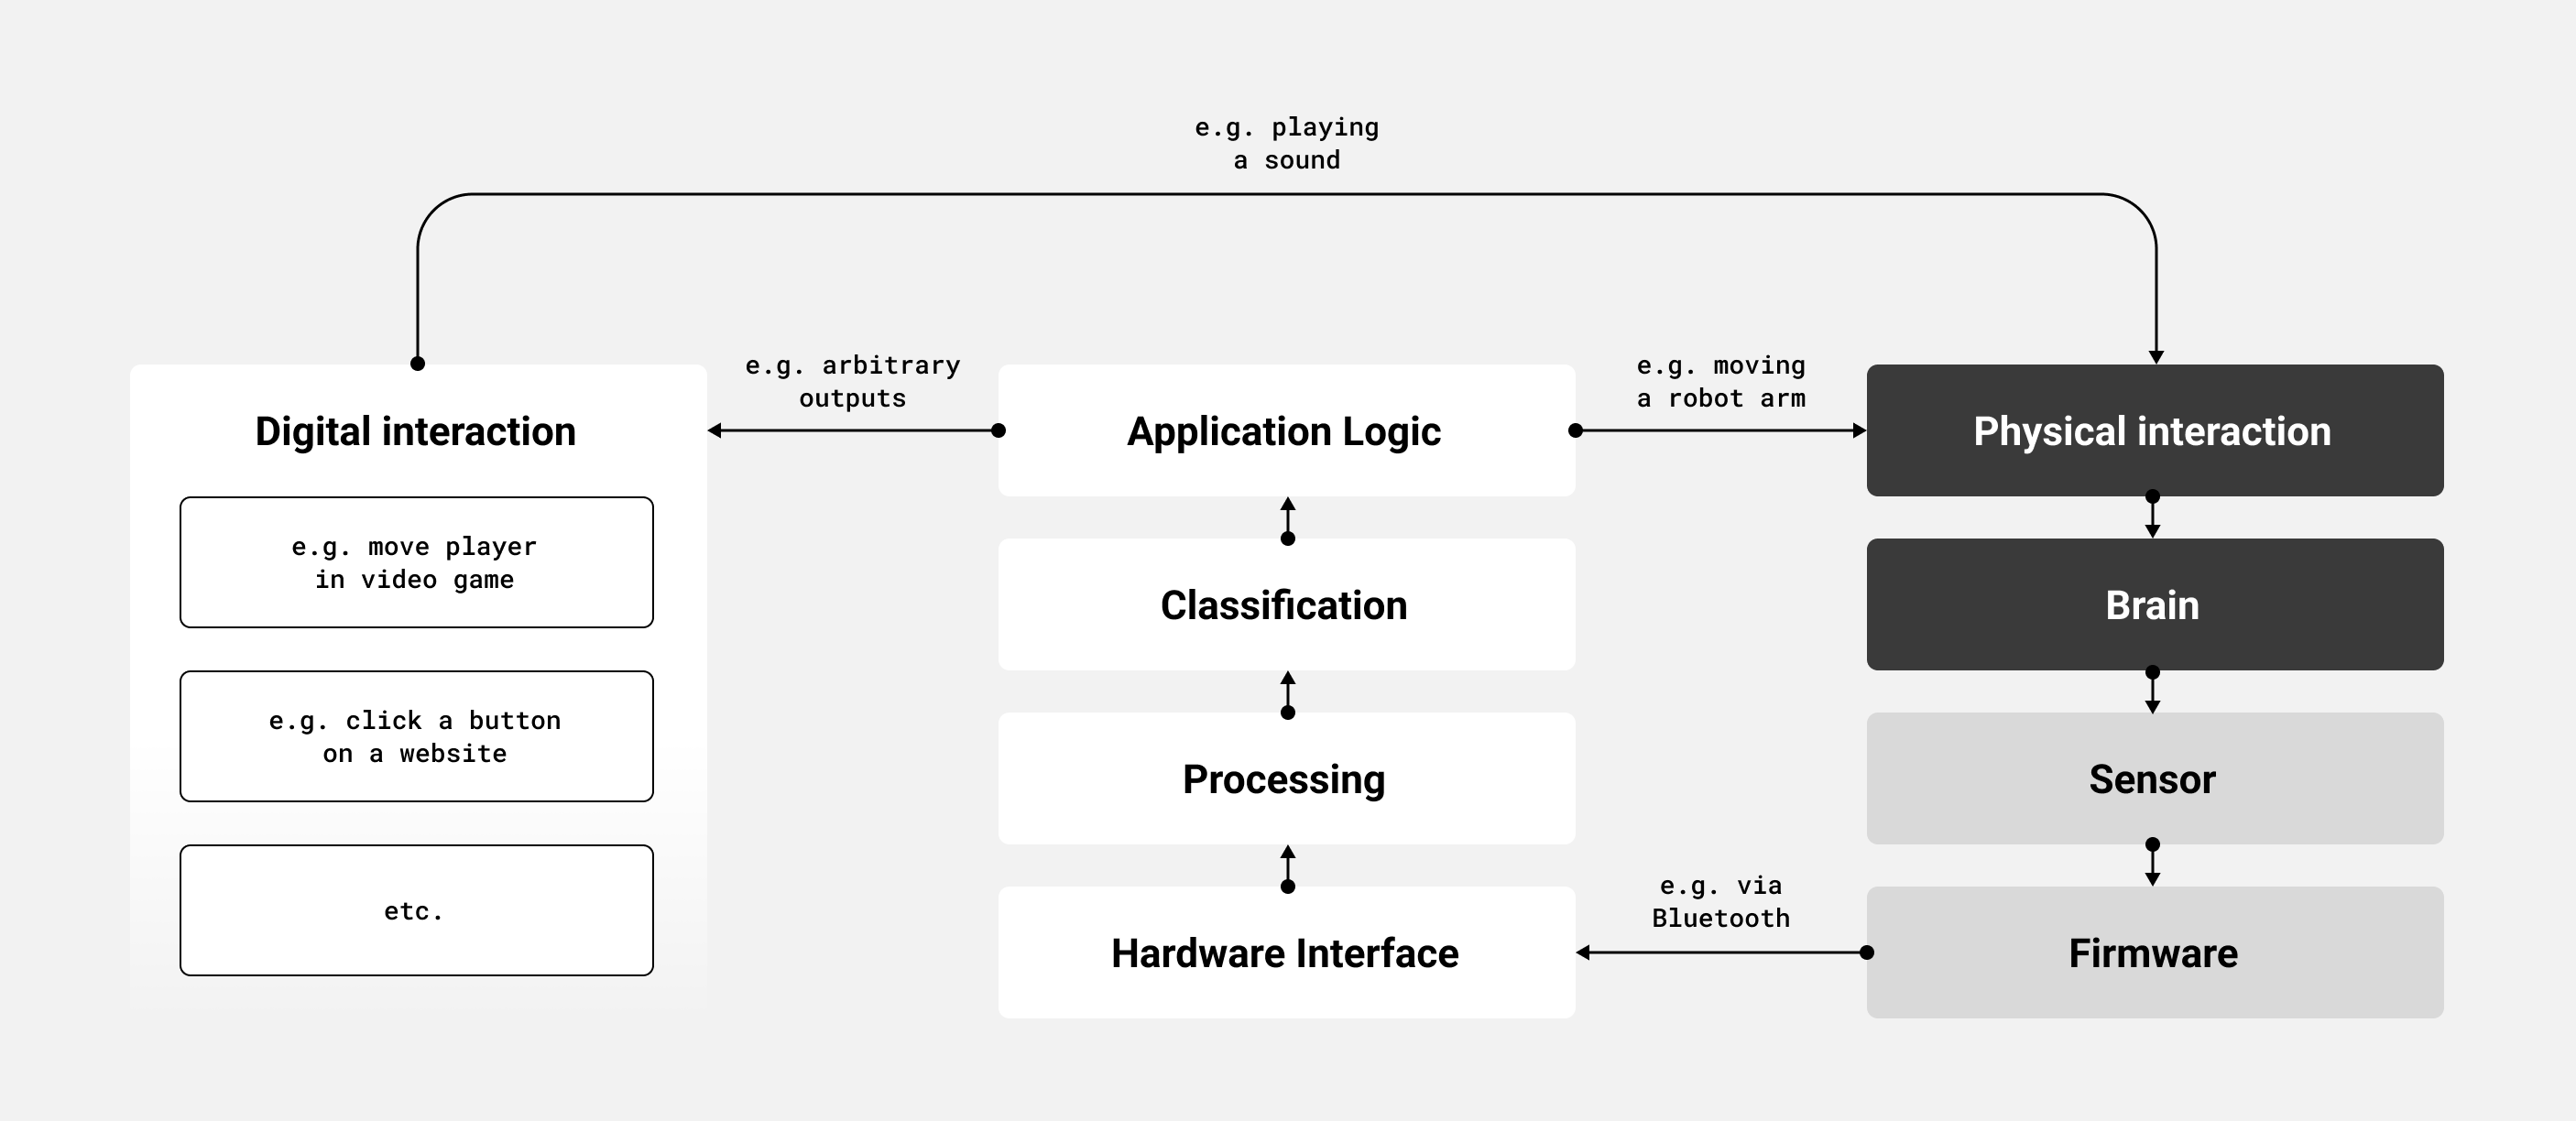 e.g. playing
a sound
Digital interaction
e.g. move player
in video game
e.g. click a button
on a website
etc.
e.g. arbitrary
outputs
Application Logic
Classification
Processing
Hardware Interface
e.g. moving
a robot arm
e.g. via
Bluetooth
Physical interaction
Brain
Sensor
Firmware